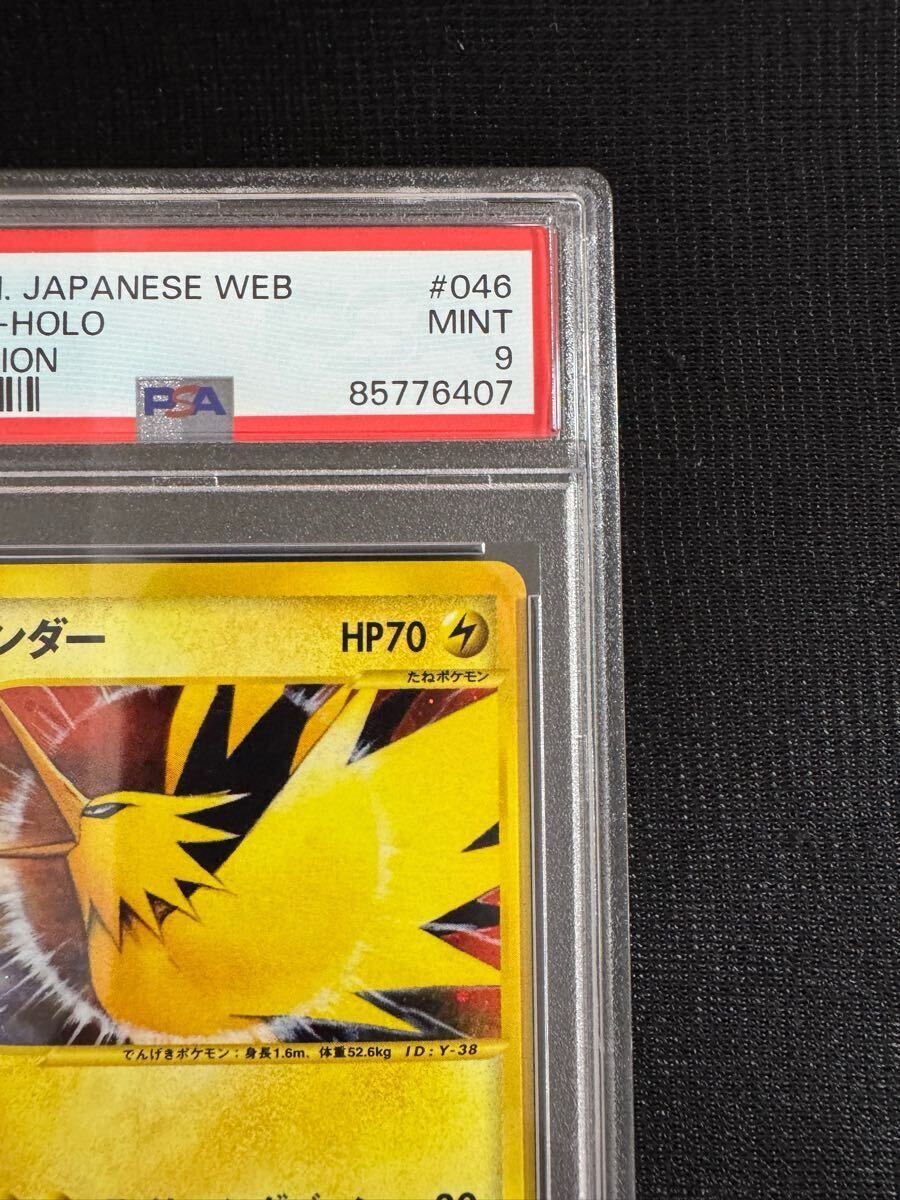 JAPANESE WEB #046
-HOLO MINT
ION 9
PSA 85776407
ンダー HP70
たねポケモン
でんげきポケモン：身長1.6m、体重52.6kg ID:Y-38